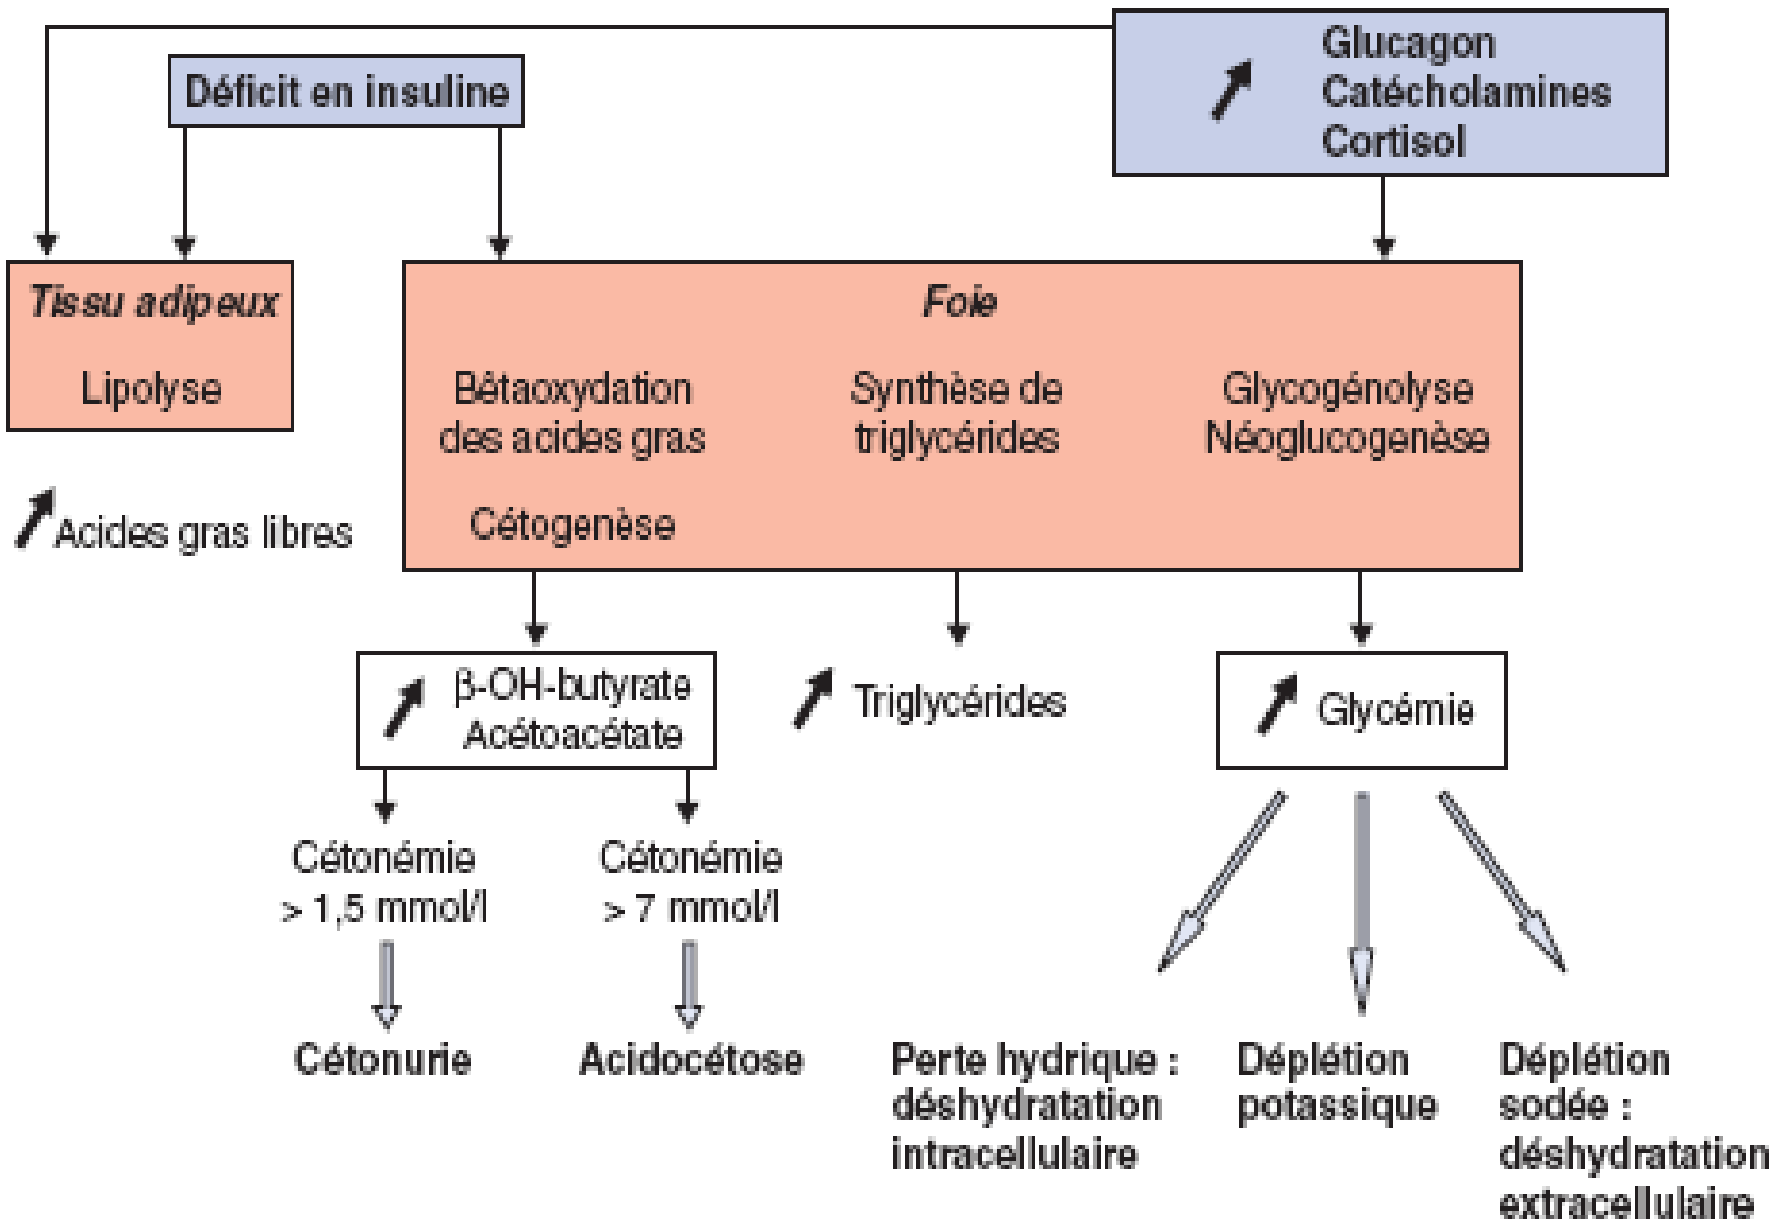 Déficit en insuline
Glucagon
Catécholamines
Cortisol
Tissu adipeux
Lipolyse
Acides gras libres
Foie
Bêtaoxydation
des acides gras
Cétogenèse
Synthèse de
triglycérides
Glycogénolyse
Néoglucogenèse
β-OH-butyrate
Acétoacétate
Triglycérides
Glycémie
Cétonémie
> 1,5 mmol/l
Cétonémie
> 7 mmol/l
Cétonurie
Acidocétose
Perte hydrique :
déshydratation
intracellulaire
Déplétion
potassique
Déplétion
sodée :
déshydratation
extracellulaire